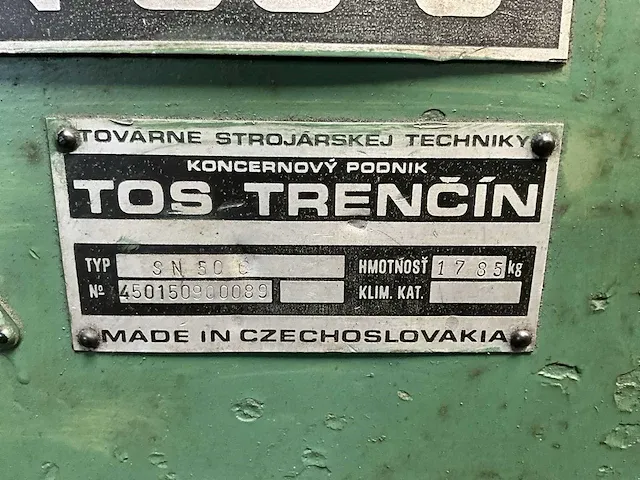 TOVÁRNE STROJÁRSKEJ TECHNIKY
KONCERNOVÝ PODNIK
TOS TRENČÍN
TYP SN 50 C HMOTNOSŤ 1785 kg
№ 450150900089 KLIM. KAT.
MADE IN CZECHOSLOVAKIA